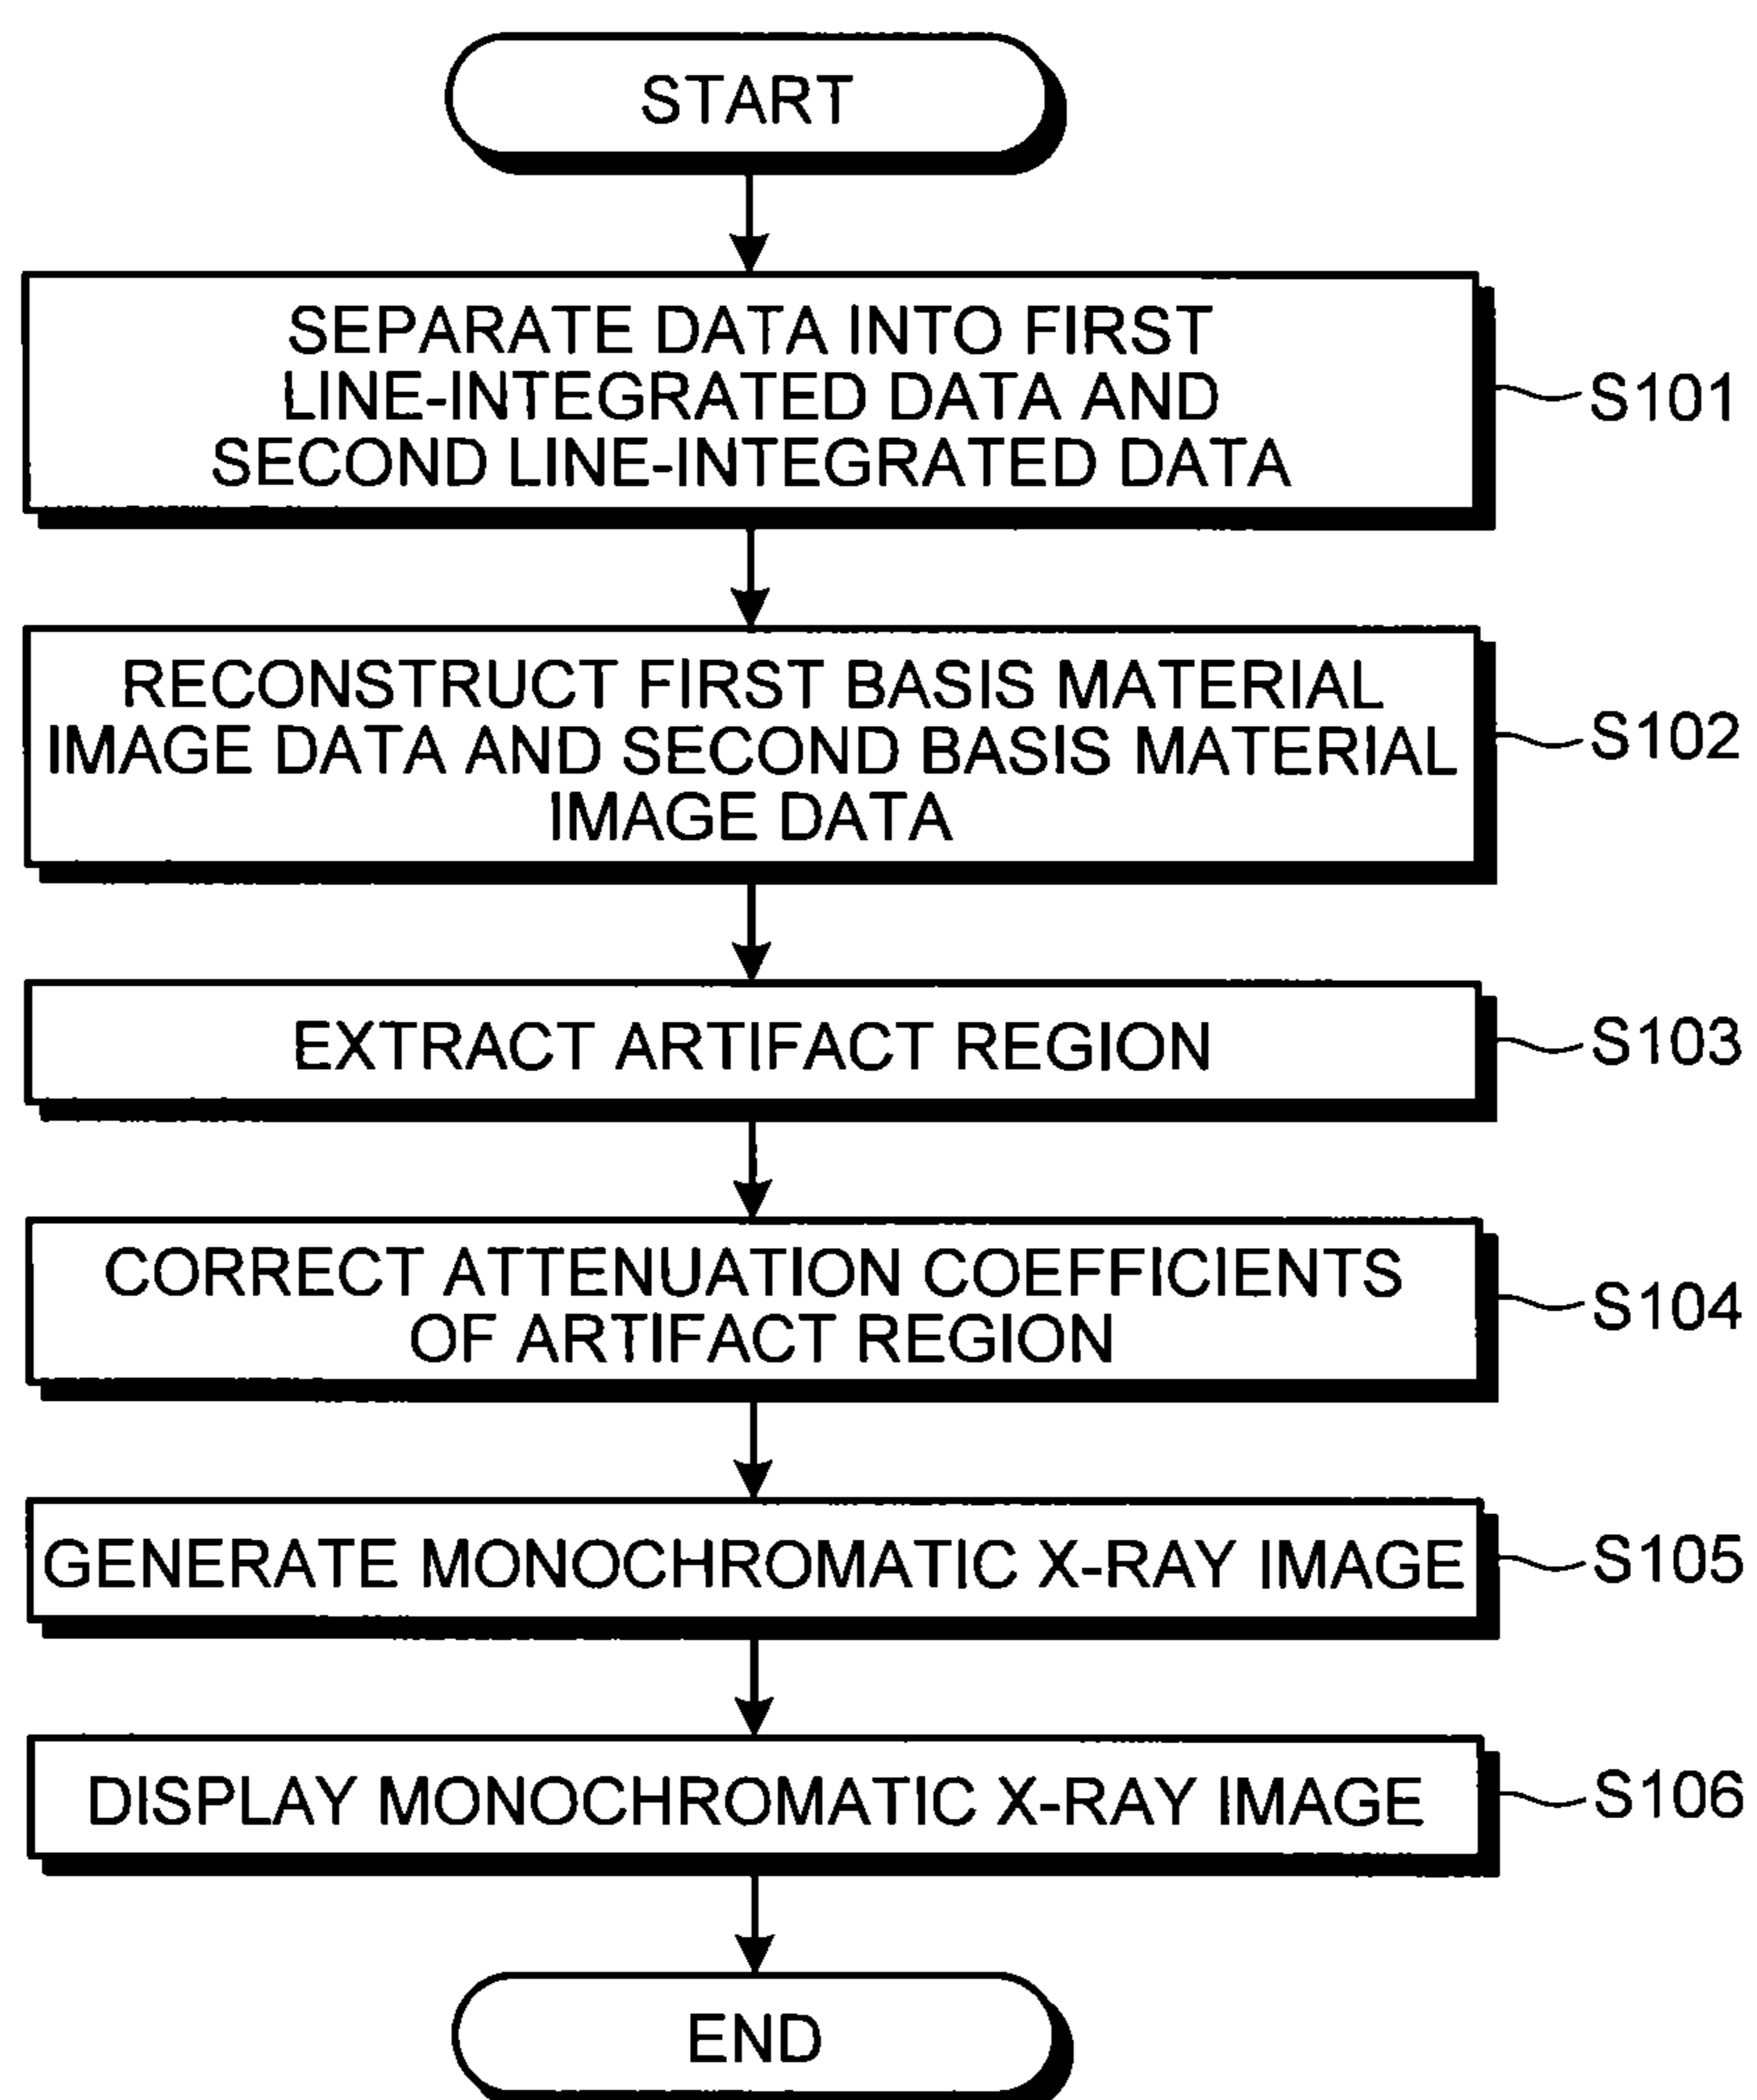 START
SEPARATE DATA INTO FIRST
LINE-INTEGRATED DATA AND
SECOND LINE-INTEGRATED DATA
S101
RECONSTRUCT FIRST BASIS MATERIAL
IMAGE DATA AND SECOND BASIS MATERIAL
IMAGE DATA
S102
EXTRACT ARTIFACT REGION
S103
CORRECT ATTENUATION COEFFICIENTS
OF ARTIFACT REGION
S104
GENERATE MONOCHROMATIC X-RAY IMAGE
S105
DISPLAY MONOCHROMATIC X-RAY IMAGE
S106
END